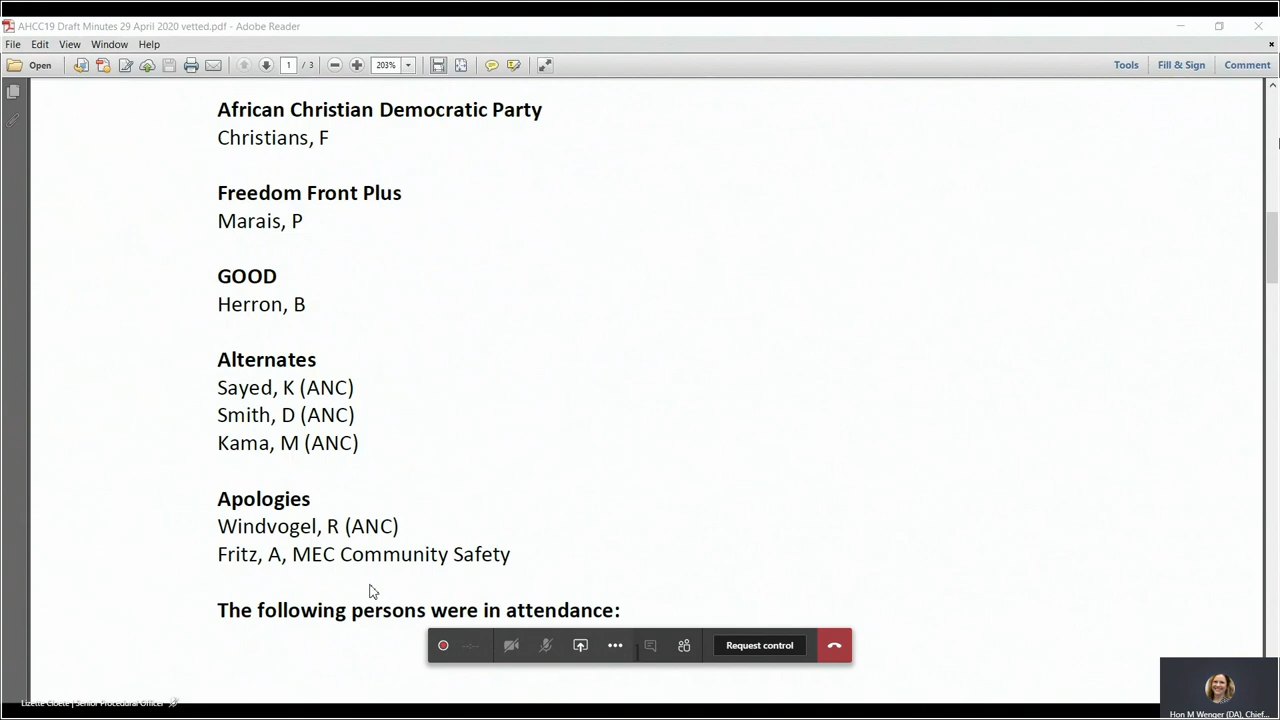 AHCC19 Draft Minutes 29 April 2020 vetted.pdf - Adobe Reader
File Edit View Window Help
Open 1 / 3 203% Tools Fill & Sign Comment
African Christian Democratic Party
Christians, F
Freedom Front Plus
Marais, P
GOOD
Herron, B
Alternates
Sayed, K (ANC)
Smith, D (ANC)
Kama, M (ANC)
Apologies
Windvogel, R (ANC)
Fritz, A, MEC Community Safety
The following persons were in attendance:
Request control
Lizette Cloete | Senior Procedural Officer
Hon M Wenger (DA), Chief...